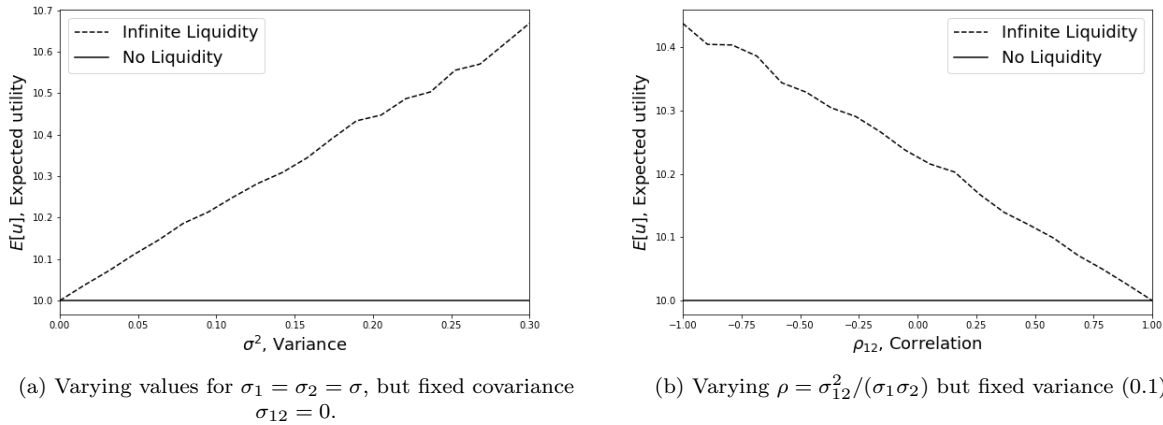 10.7
10.6
10.5
10.4
10.3
10.2
10.1
10.0
E[u], Expected utility
Infinite Liquidity
No Liquidity
0.00 0.05 0.10 0.15 0.20 0.25 0.30
σ², Variance
(a) Varying values for σ₁ = σ₂ = σ, but fixed covariance
σ₁₂ = 0.
10.4
10.3
10.2
10.1
10.0
E[u], Expected utility
Infinite Liquidity
No Liquidity
−1.00 −0.75 −0.50 −0.25 0.00 0.25 0.50 0.75 1.00
ρ₁₂, Correlation
(b) Varying ρ = σ²₁₂/(σ₁σ₂) but fixed variance (0.1)